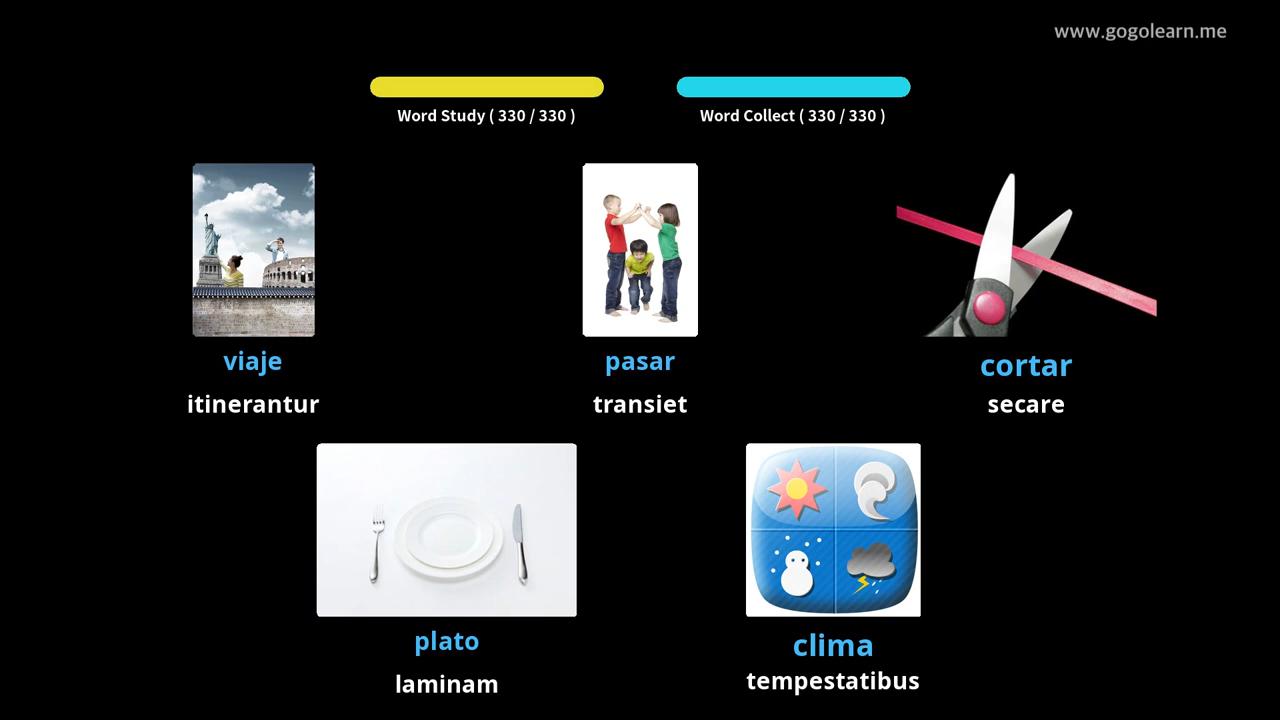 www.gogolearn.me
Word Study ( 330 / 330 )
Word Collect ( 330 / 330 )
viaje
itinerantur
pasar
transiet
cortar
secare
plato
laminam
clima
tempestatibus